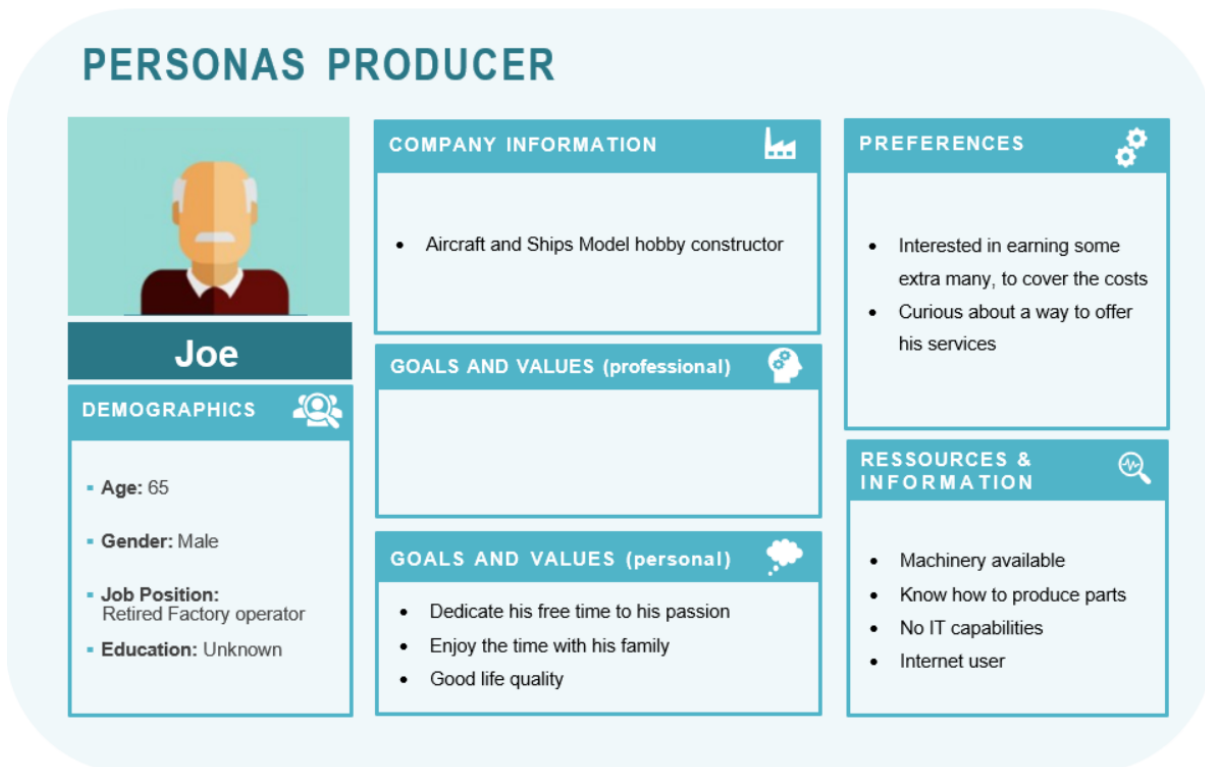 PERSONAS PRODUCER
Joe
DEMOGRAPHICS
▪ Age: 65
▪ Gender: Male
▪ Job Position:
Retired Factory operator
▪ Education: Unknown
COMPANY INFORMATION
• Aircraft and Ships Model hobby constructor
GOALS AND VALUES (professional)
GOALS AND VALUES (personal)
• Dedicate his free time to his passion
• Enjoy the time with his family
• Good life quality
PREFERENCES
• Interested in earning some
extra many, to cover the costs
• Curious about a way to offer
his services
RESSOURCES &
INFORMATION
• Machinery available
• Know how to produce parts
• No IT capabilities
• Internet user